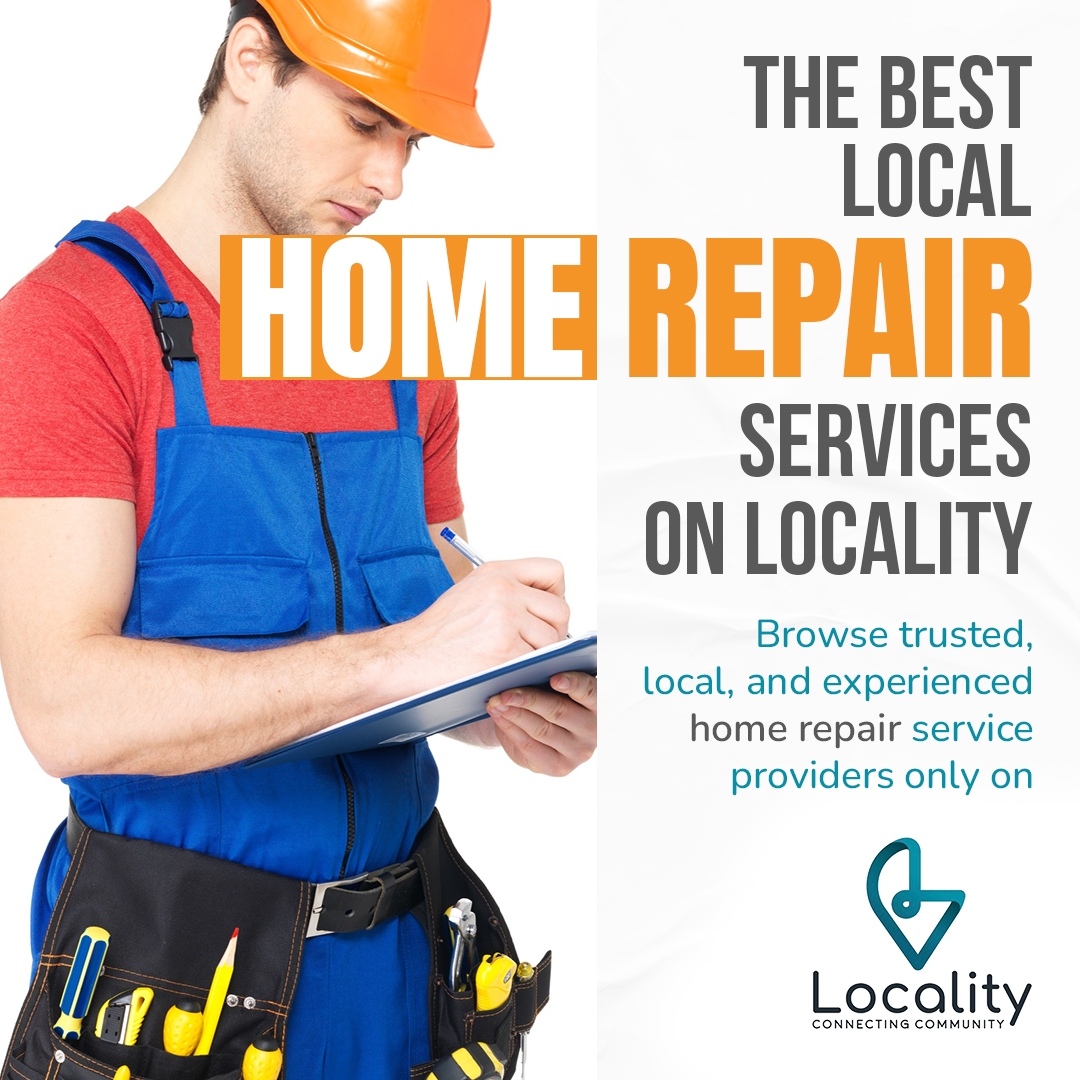 THE BEST
LOCAL
HOME REPAIR
SERVICES
ON LOCALITY
Browse trusted,
local, and experienced
home repair service
providers only on
Locality
CONNECTING COMMUNITY